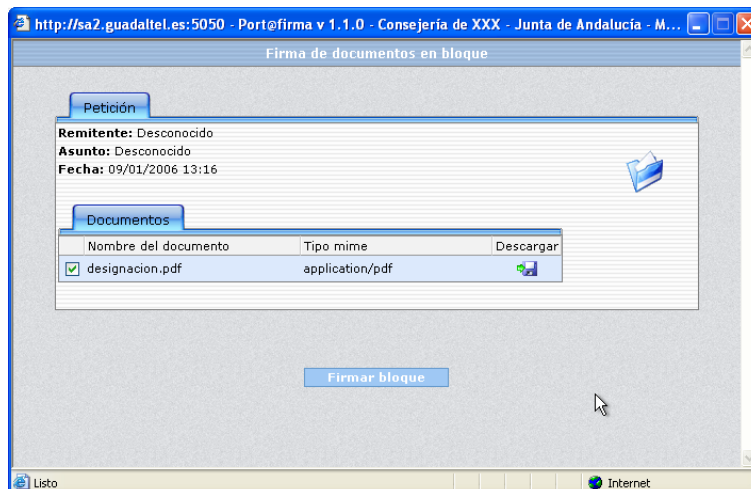 http://sa2.guadaltel.es:5050 - Port@firma v 1.1.0 - Consejería de XXX - Junta de Andalucía - M...
Firma de documentos en bloque
Petición
Remitente: Desconocido
Asunto: Desconocido
Fecha: 09/01/2006 13:16
Documentos
Nombre del documento Tipo mime Descargar
designacion.pdf application/pdf
Firmar bloque
Listo Internet